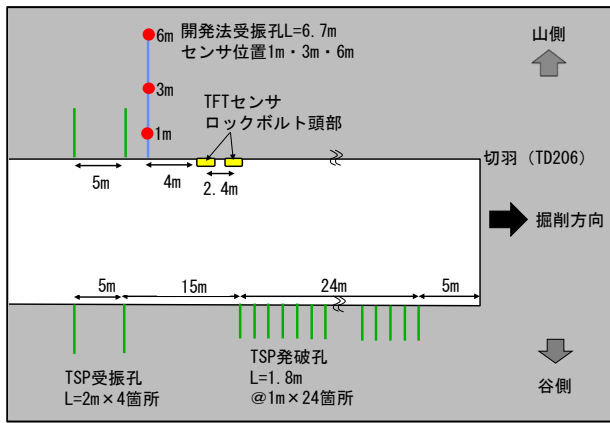 6m
開発法受振孔L=6.7m
センサ位置1m・3m・6m
山側
3m
TFTセンサ
ロックボルト頭部
1m
切羽（TD206）
5m
4m
2.4m
掘削方向
5m
15m
24m
5m
TSP受振孔
L=2m×4箇所
TSP発破孔
L=1.8m
@1m×24箇所
谷側